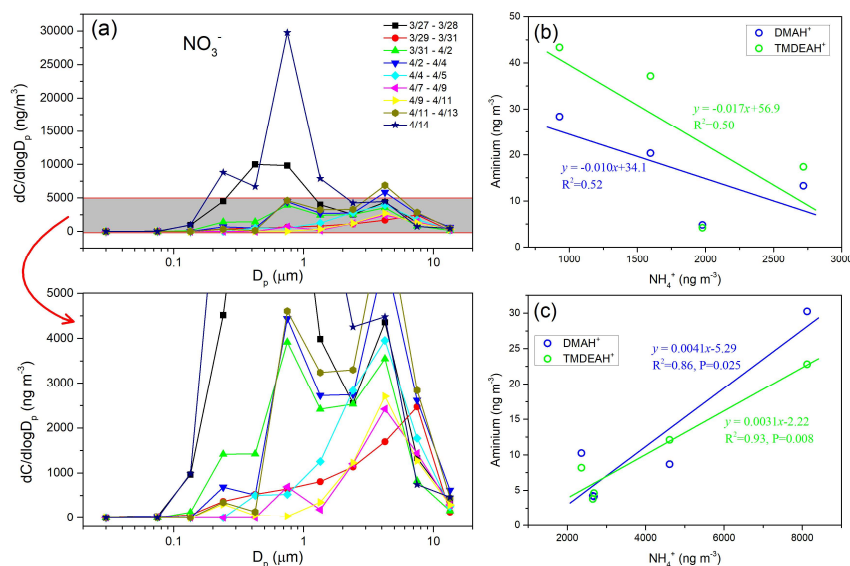 (a)
NO3-
3/27 - 3/28
3/29 - 3/31
3/31 - 4/2
4/2 - 4/4
4/4 - 4/5
4/7 - 4/9
4/9 - 4/11
4/11 - 4/13
4/14
dC/dlogDp (ng/m3)
30000
25000
20000
15000
10000
5000
0
0.1
1
10
Dp (μm)
5000
4000
3000
2000
1000
0
dC/dlogDp (ng m-3)
0.1
1
10
Dp (μm)
(b)
DMAH+
TMDEAH+
y = -0.017x+56.9
R2=0.50
y = -0.010x+34.1
R2=0.52
Aminium (ng m-3)
50
40
30
20
10
0
1000
1500
2000
2500
3000
NH4+ (ng m-3)
(c)
DMAH+
TMDEAH+
y = 0.0041x-5.29
R2=0.86, P=0.025
y = 0.0031x-2.22
R2=0.93, P=0.008
Aminium (ng m-3)
30
25
20
15
10
5
0
2000
4000
6000
8000
NH4+ (ng m-3)